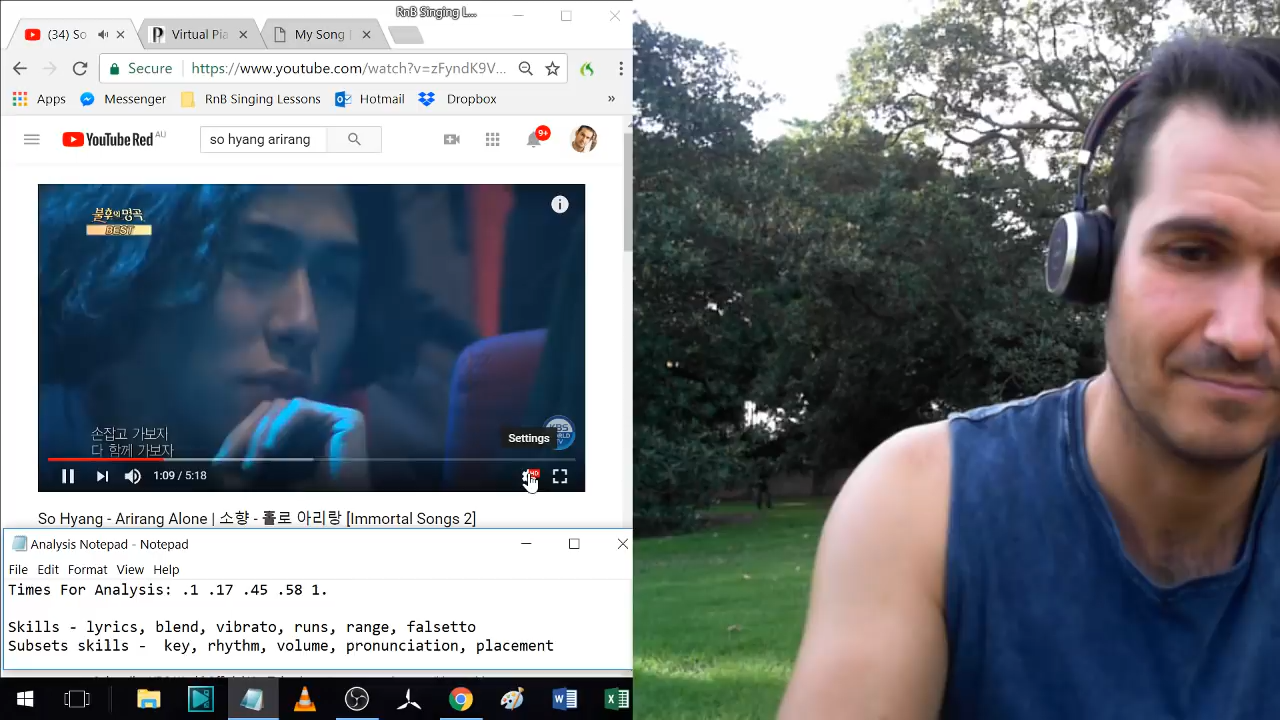 RnB Singing L...
(34) So
Virtual Pia
My Song
Secure
https://www.youtube.com/watch?v=zFyndK9V...
Apps
Messenger
RnB Singing Lessons
Hotmail
Dropbox
»
YouTube Red AU
so hyang arirang
9+
불후의 명곡
BEST
손잡고 가보지
다 함께 가보자
KBS
WORLD
TV
Settings
HD
1:09 / 5:18
So Hyang - Arirang Alone | 소향 - 홀로 아리랑 [Immortal Songs 2]
Analysis Notepad - Notepad
File Edit Format View Help
Times For Analysis: .1 .17 .45 .58 1.
Skills - lyrics, blend, vibrato, runs, range, falsetto
Subsets skills - key, rhythm, volume, pronunciation, placement